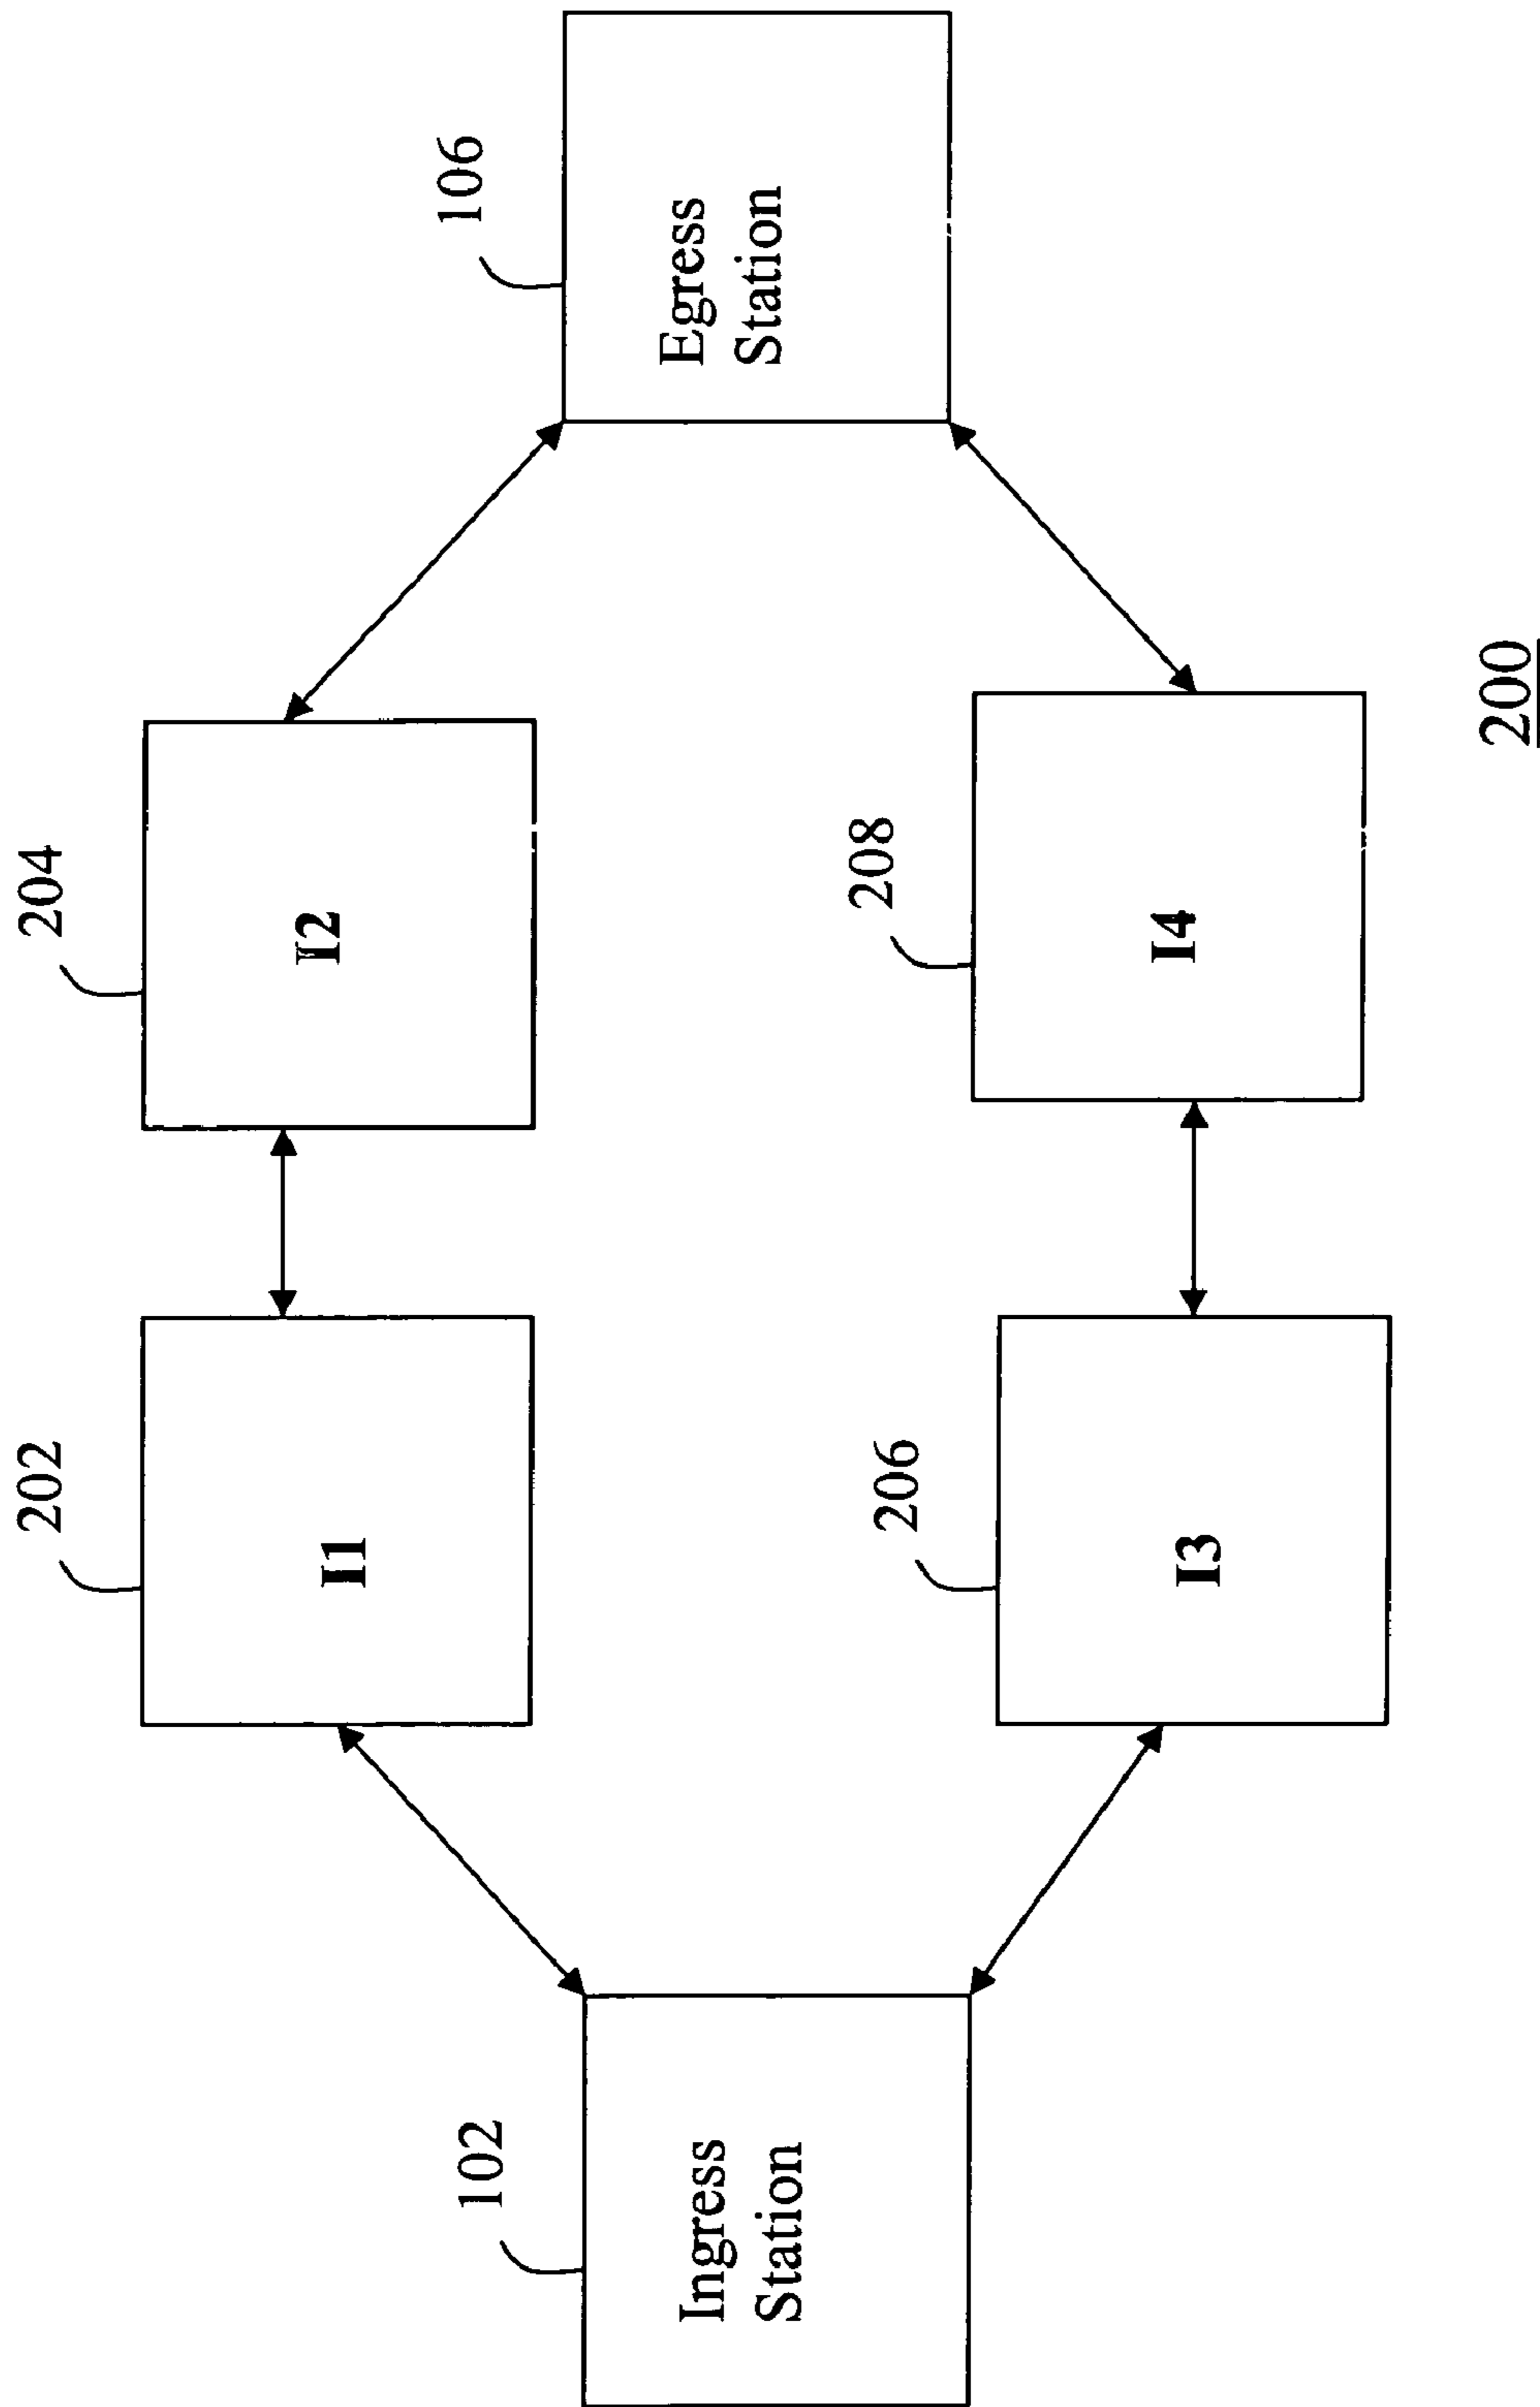 204
202
I2
I1
106
102
Egress
Station
Ingress
Station
208
206
I4
I3
200